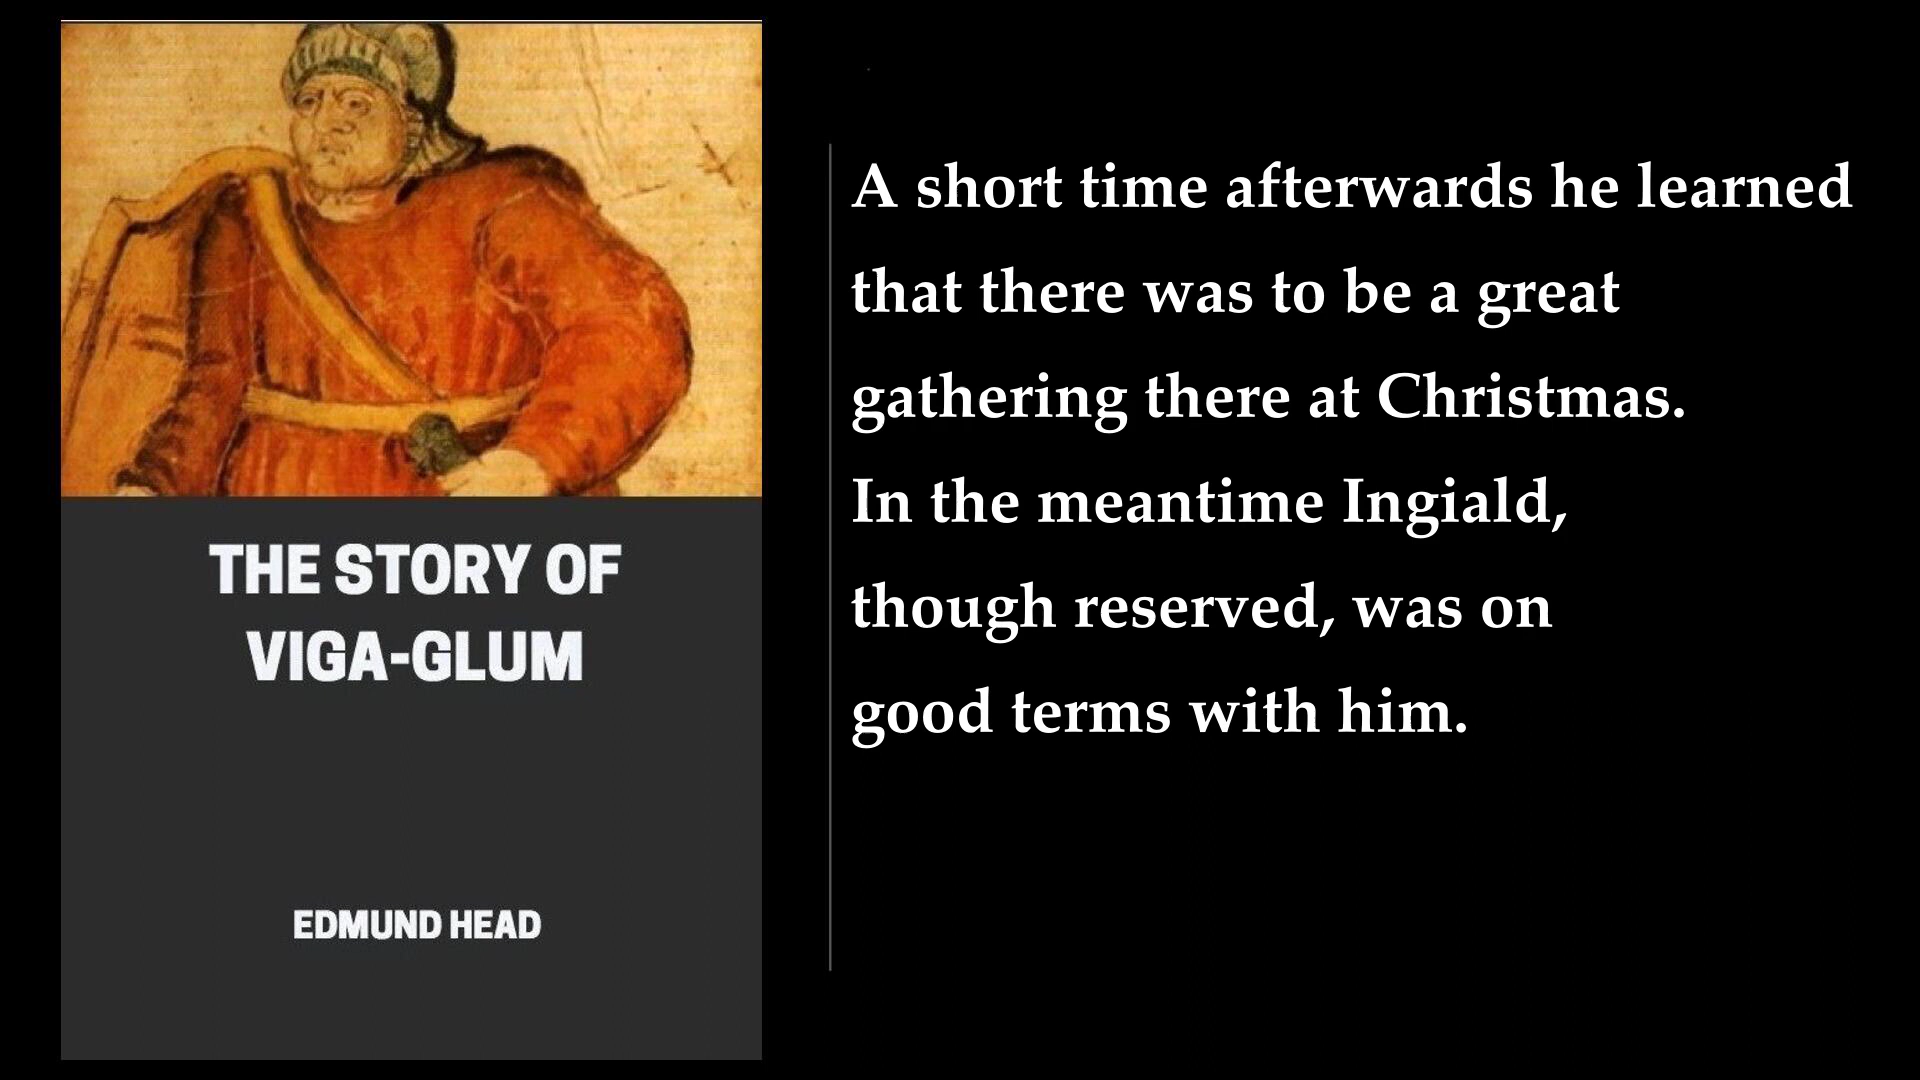 THE STORY OF
VIGA-GLUM
EDMUND HEAD
A short time afterwards he learned
that there was to be a great
gathering there at Christmas.
In the meantime Ingiald,
though reserved, was on
good terms with him.